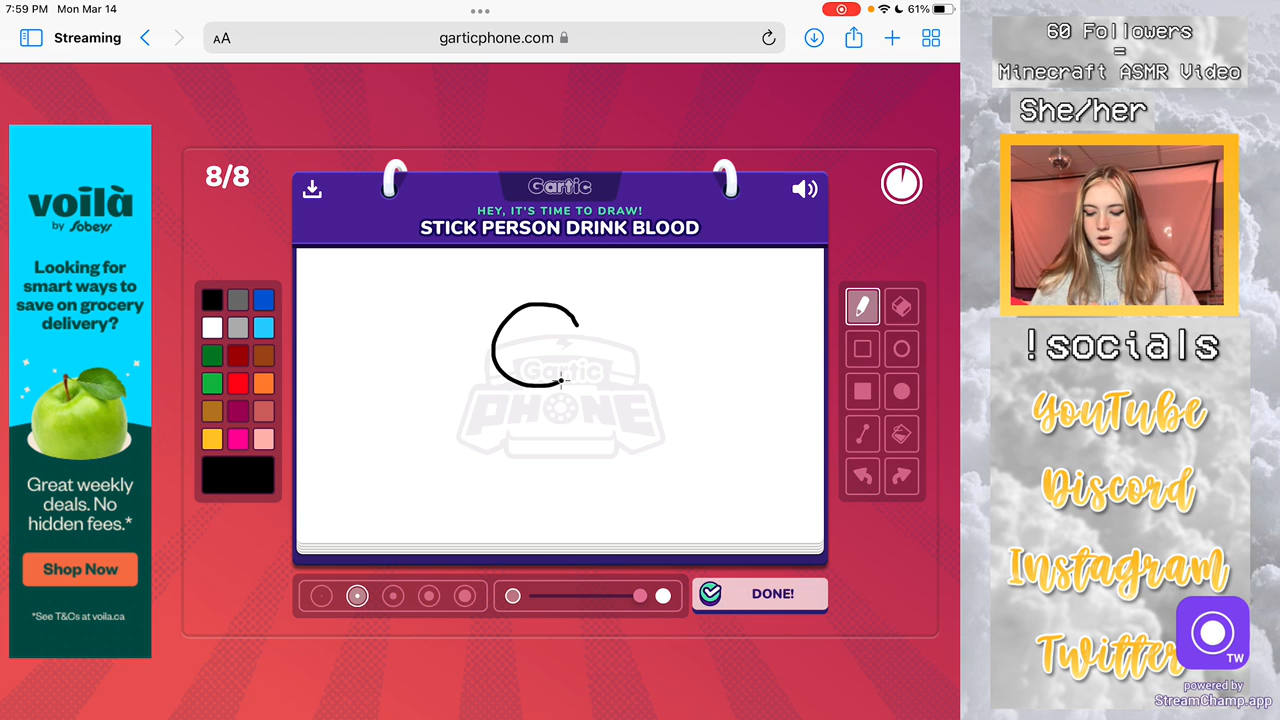 7:59 PM Mon Mar 14
61%
Streaming
AA
garticphone.com
60 Followers
=
Minecraft ASMR Video
She/her
voilà
by Sobeys
Looking for
smart ways to
save on grocery
delivery?
Great weekly
deals. No
hidden fees.*
Shop Now
*See T&Cs at voila.ca
8/8
Gartic
HEY, IT'S TIME TO DRAW!
STICK PERSON DRINK BLOOD
Gartic
PHONE
DONE!
!socials
YouTube
Discord
Instagram
Twitter
TW
powered by
StreamChamp.app